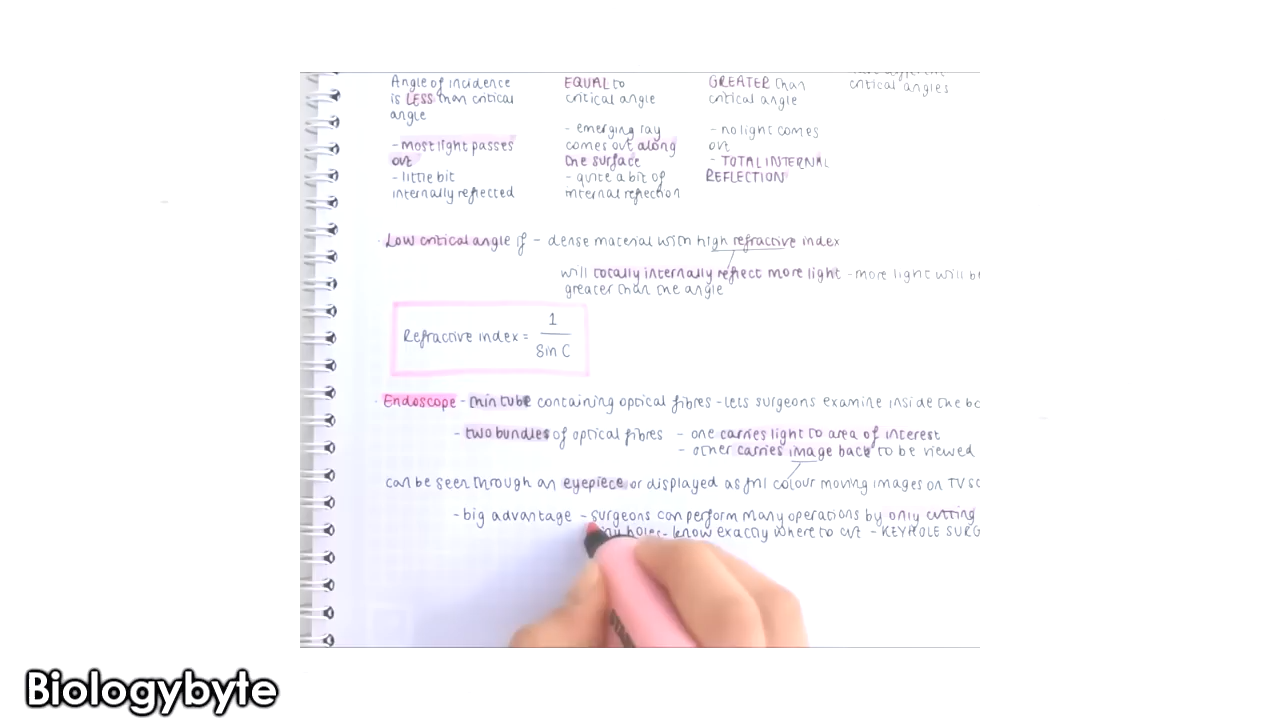 Angle of incidence
is LESS than critical
angle
- most light passes
out
- little bit
internally reflected
EQUAL to
critical angle
- emerging ray
comes out along
the surface
- quite a bit of
internal reflection
GREATER than
critical angle
- no light comes
out
- TOTAL INTERNAL
REFLECTION
critical angles
· Low critical angle if - dense material with high refractive index
will totally internally reflect more light - more light will
greater than the angle
Refractive index = 1
Sin C
· Endoscope - thin tube containing optical fibres - lets surgeons examine inside the
- two bundles of optical fibres - one carries light to area of interest
- other carries image back to be viewed
can be seen through an eyepiece or displayed as full colour moving images on TV
- big advantage - surgeons can perform many operations by only cutting
holes - know exactly where to cut - KEYHOLE
Biologybyte